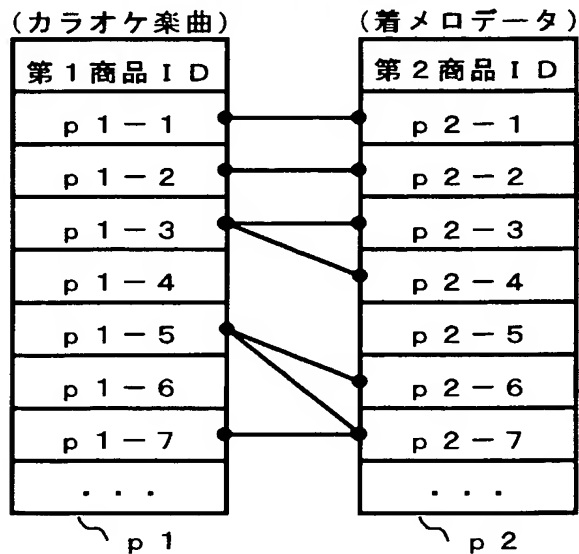 (カラオケ楽曲)
第1商品ID
p1-1
p1-2
p1-3
p1-4
p1-5
p1-6
p1-7
...
p1
(着メロデータ)
第2商品ID
p2-1
p2-2
p2-3
p2-4
p2-5
p2-6
p2-7
...
p2